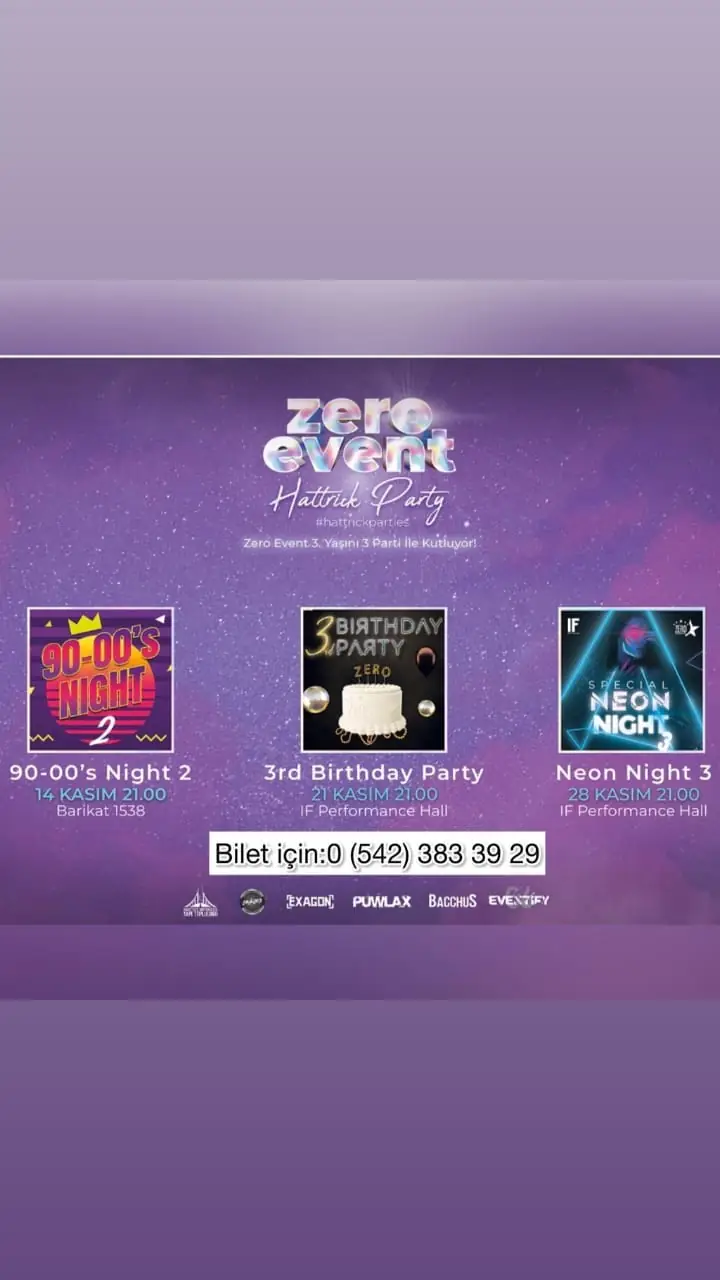 zero
event
Hattrick Party
#hattrickparties
Zero Event 3. Yaşını 3 Parti İle Kutluyor!
90-00'S
NIGHT
2
3 BIRTHDAY
PARTY
ZERO
IF
SPECIAL
NEON
NIGHT
3
90-00's Night 2
3rd Birthday Party
Neon Night 3
14 KASIM 21.00
21 KASIM 21.00
28 KASIM 21.00
Barikat 1538
IF Performance Hall
IF Performance Hall
Bilet için:0 (542) 383 39 29
EXAGON
PUWLAX
BACCHUS
EVENTIFY